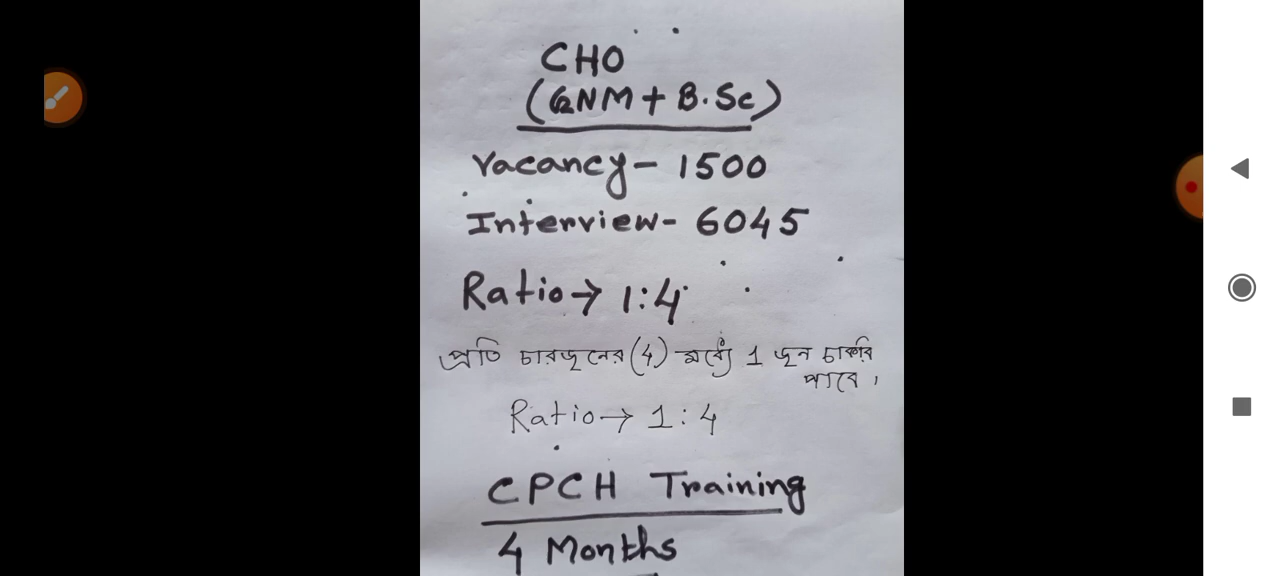 CHO
(GNM + B.Sc)
Vacancy - 1500
Interview - 6045
Ratio → 1:4
প্রতি চারজনের (4) মধ্যে 1 জন চাকরি
পাবে।
Ratio → 1:4
CPCH Training
4 Months